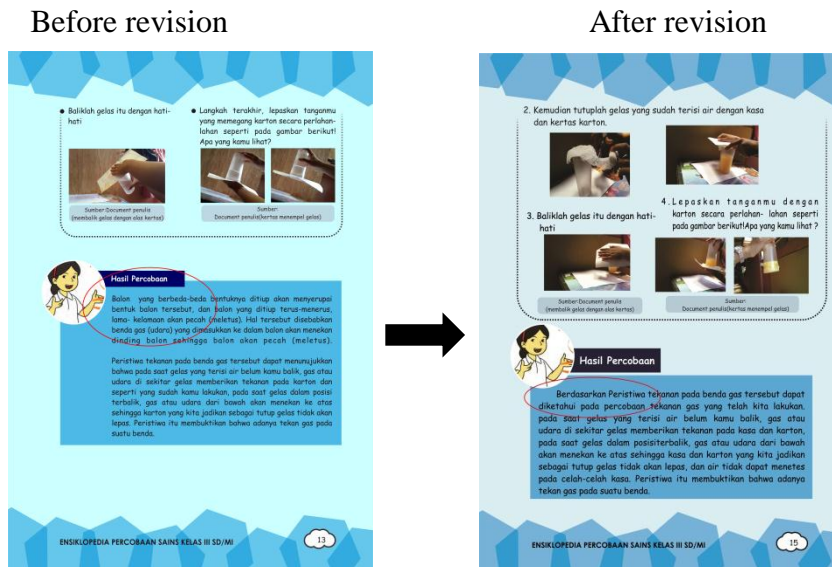 Before revision
After revision
● Baliklah gelas itu dengan hati-
hati
Sumber:Document penulis
(membalik gelas dengan alas kertas)
● Langkah terakhir, lepaskan tanganmu
yang memegang karton secara perlahan-
lahan seperti pada gambar berikut!
Apa yang kamu lihat?
Sumber:
Document penulis(kertas menempel gelas)
Hasil Percobaan
Balon yang berbeda-beda bentuknya ditiup akan menyerupai
bentuk balon tersebut, dan balon yang ditiup terus-menerus,
lama- kelamaan akan pecah (meletus). Hal tersebut disebabkan
benda gas (udara) yang dimasukkan ke dalam balon akan menekan
dinding balon sehingga balon akan pecah (meletus).
Peristiwa tekanan pada benda gas tersebut dapat menunujukkan
bahwa pada saat gelas yang terisi air belum kamu balik, gas atau
udara di sekitar gelas memberikan tekanan pada karton dan
seperti yang sudah kamu lakukan, pada saat gelas dalam posisi
terbalik, gas atau udara dari bawah akan menekan ke atas
sehingga karton yang kita jadikan sebagai tutup gelas tidak akan
lepas. Peristiwa itu membuktikan bahwa adanya tekan gas pada
suatu benda.
ENSIKLOPEDIA PERCOBAAN SAINS KELAS III SD/MI
13
2. Kemudian tutuplah gelas yang sudah terisi air dengan kasa
dan kertas karton.
3. Baliklah gelas itu dengan hati-
hati
Sumber:Document penulis
(membalik gelas dengan alas kertas)
4. Lepaskan tanganmu dengan
karton secara perlahan- lahan seperti
pada gambar berikut!Apa yang kamu lihat ?
Sumber:
Document penulis(kertas menempel gelas)
Hasil Percobaan
Berdasarkan Peristiwa tekanan pada benda gas tersebut dapat
diketahui pada percobaan tekanan gas yang telah kita lakukan.
pada saat gelas yang terisi air belum kamu balik, gas atau
udara di sekitar gelas memberikan tekanan pada kasa dan karton,
pada saat gelas dalam posisiterbalik, gas atau udara dari bawah
akan menekan ke atas sehingga kasa dan karton yang kita jadikan
sebagai tutup gelas tidak akan lepas, dan air tidak dapat menetes
pada celah-celah kasa. Peristiwa itu membuktikan bahwa adanya
tekan gas pada suatu benda.
ENSIKLOPEDIA PERCOBAAN SAINS KELAS III SD/MI
15